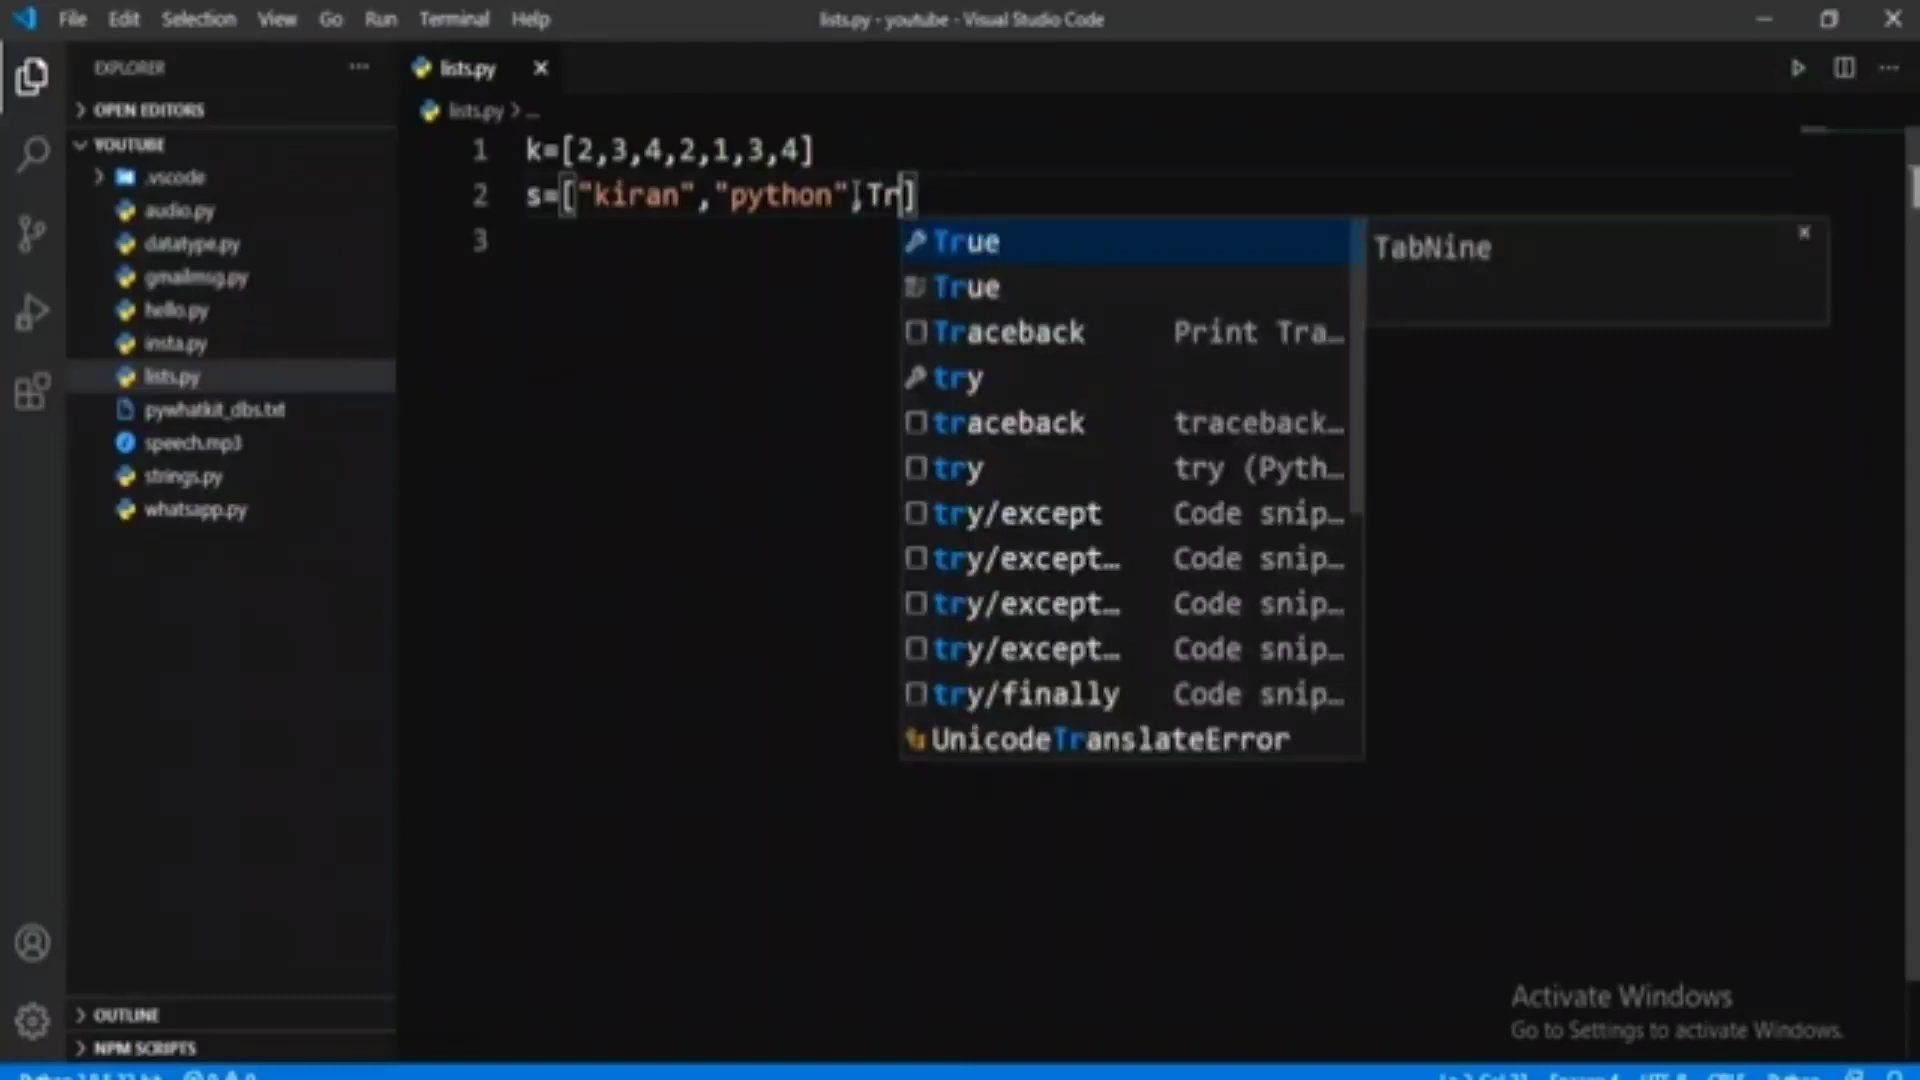 File Edit Selection View Go Run Terminal Help
lists.py - youtube - Visual Studio Code
EXPLORER ···
OPEN EDITORS
YOUTUBE
.vscode
audio.py
datatype.py
gmailmsg.py
hello.py
insta.py
lists.py
pywhatkit_dbs.txt
speech.mp3
strings.py
whatsapp.py
OUTLINE
NPM SCRIPTS
lists.py
lists.py > ...
1 k=[2,3,4,2,1,3,4]
2 s=["kiran","python",Tr]
3
True
True
Traceback Print Tra…
try
traceback traceback…
try try (Pyth…
try/except Code snip…
try/except… Code snip…
try/except… Code snip…
try/except… Code snip…
try/finally Code snip…
UnicodeTranslateError
TabNine
Activate Windows
Go to Settings to activate Windows.